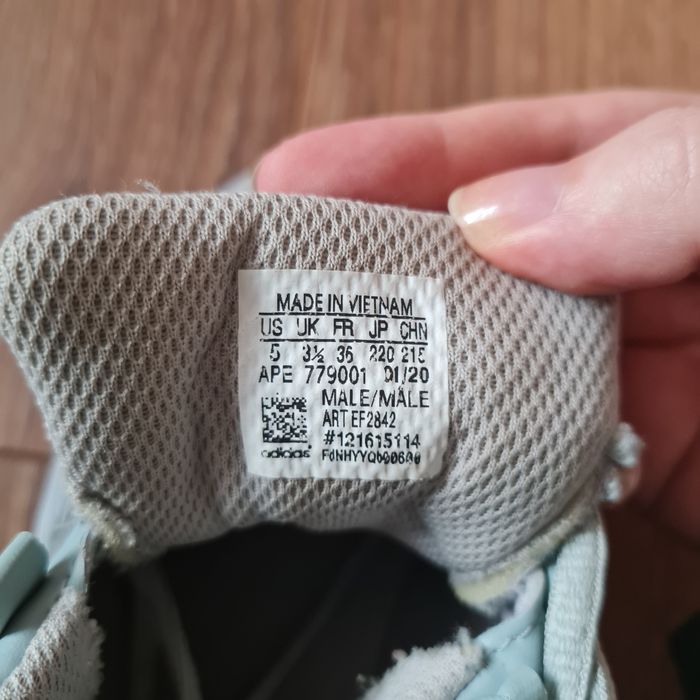 MADE IN VIETNAM
US UK FR JP CHN
5 3½ 36 220 215
APE 779001 01/20
MALE/MÂLE
ART EF2842
#121615114
adidas